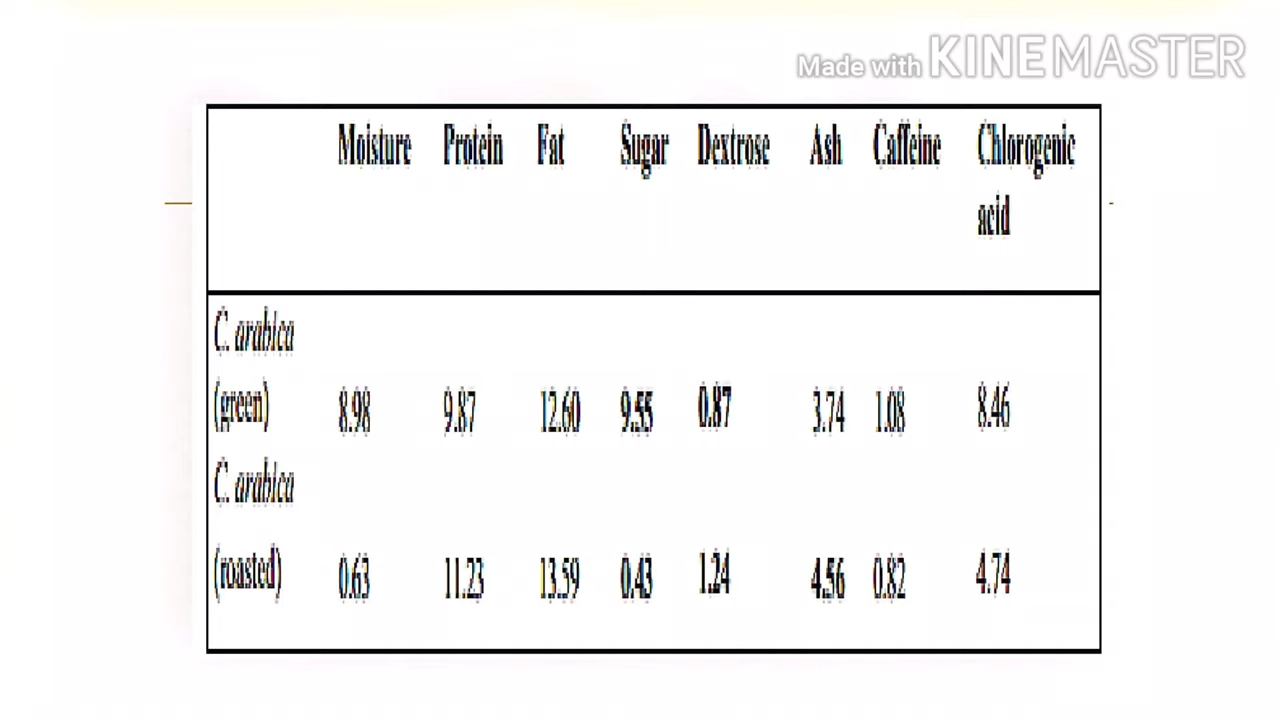 Made with KINEMASTER
Moisture Protein Fat Sugar Dextrose Ash Caffeine Chlorogenic
acid
C. arabica
(green) 8.98 9.87 12.60 9.55 0.87 3.74 1.08 8.46
C. arabica
(roasted) 0.63 11.23 13.59 0.43 1.24 4.56 0.82 4.74